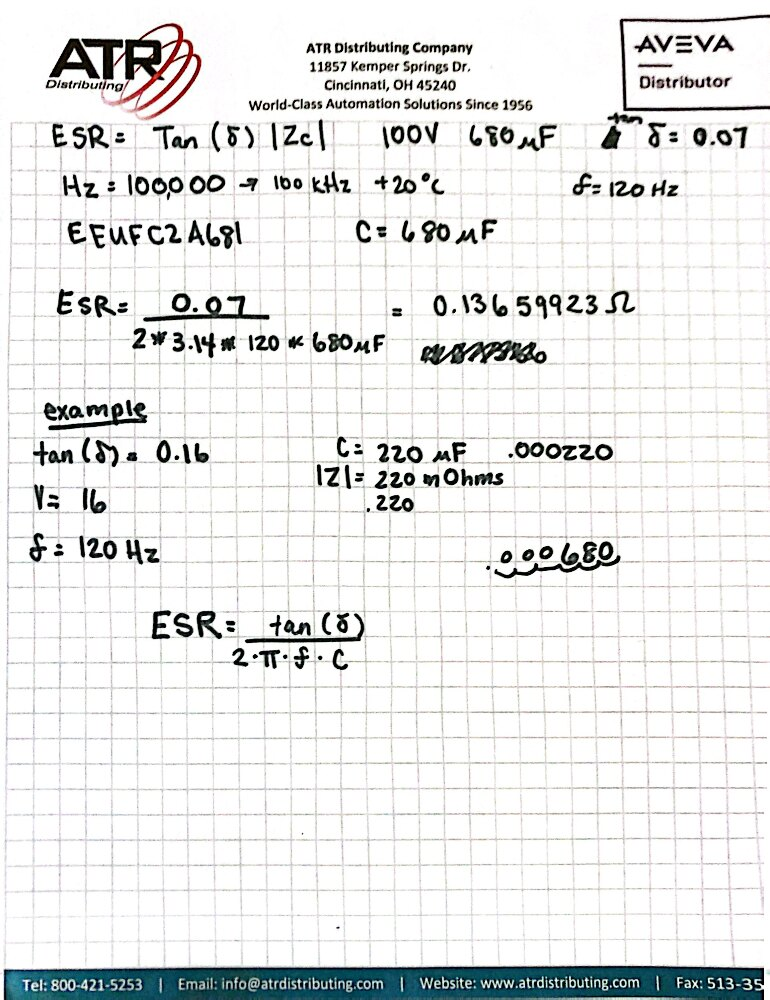 ATR
Distributing
ATR Distributing Company
11857 Kemper Springs Dr.
Cincinnati, OH 45240
World-Class Automation Solutions Since 1956
AVEVA
Distributor
ESR = Tan (δ) |Zc| 100V 680 μF tan δ = 0.07
Hz = 100,000 → 100 kHz +20°C f = 120 Hz
EEUFC2A681 C = 680 μF
ESR = 0.07 = 0.13659923 Ω
2 * 3.14 * 120 * 680 μF
example
tan (δ) = 0.16 C = 220 μF .000220
|Z| = 220 mOhms
V = 16 .220
f = 120 Hz .000680
ESR = tan (δ)
2 · π · f · C
Tel: 800-421-5253 | Email: info@atrdistributing.com | Website: www.atrdistributing.com | Fax: 513-35